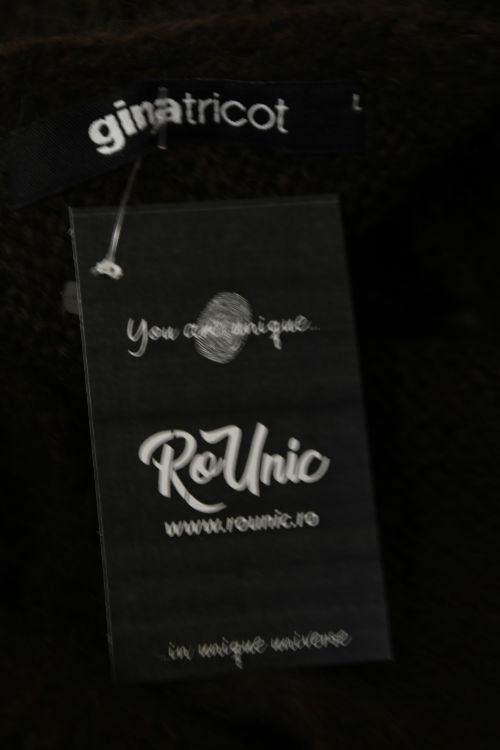 ginatricot
L
You are unique...
RoUnic
www.rounic.ro
...in unique universe